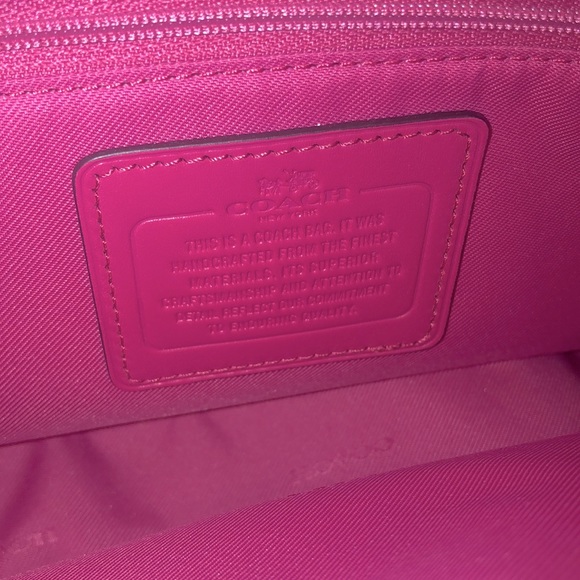 COACH
NEW YORK
THIS IS A COACH BAG. IT WAS
HANDCRAFTED FROM THE FINEST
MATERIALS. ITS SUPERIOR
CRAFTSMANSHIP AND ATTENTION TO
DETAIL REFLECT OUR COMMITMENT
TO ENDURING QUALITY.
COACH